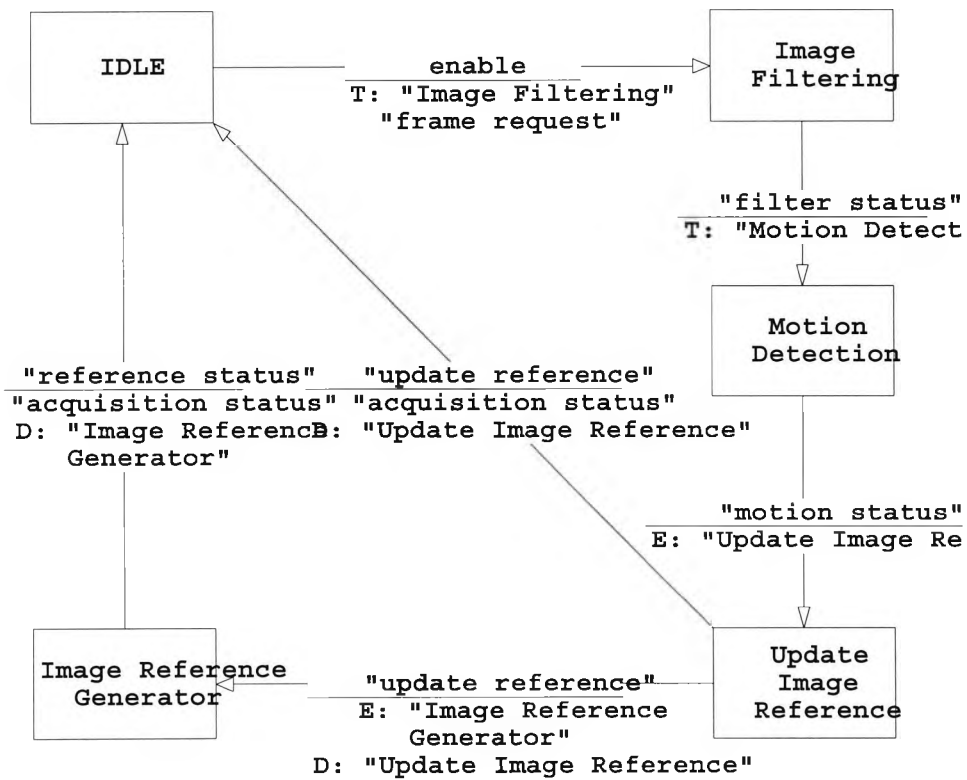 IDLE
enable
T: "Image Filtering"
"frame request"
Image
Filtering
"filter status"
T: "Motion Detect
Motion
Detection
"reference status"
"acquisition status"
D: "Image Reference
Generator"
"update reference"
"acquisition status"
D: "Update Image Reference"
"motion status"
E: "Update Image Re
Image Reference
Generator
"update reference"
E: "Image Reference
Generator"
D: "Update Image Reference"
Update
Image
Reference